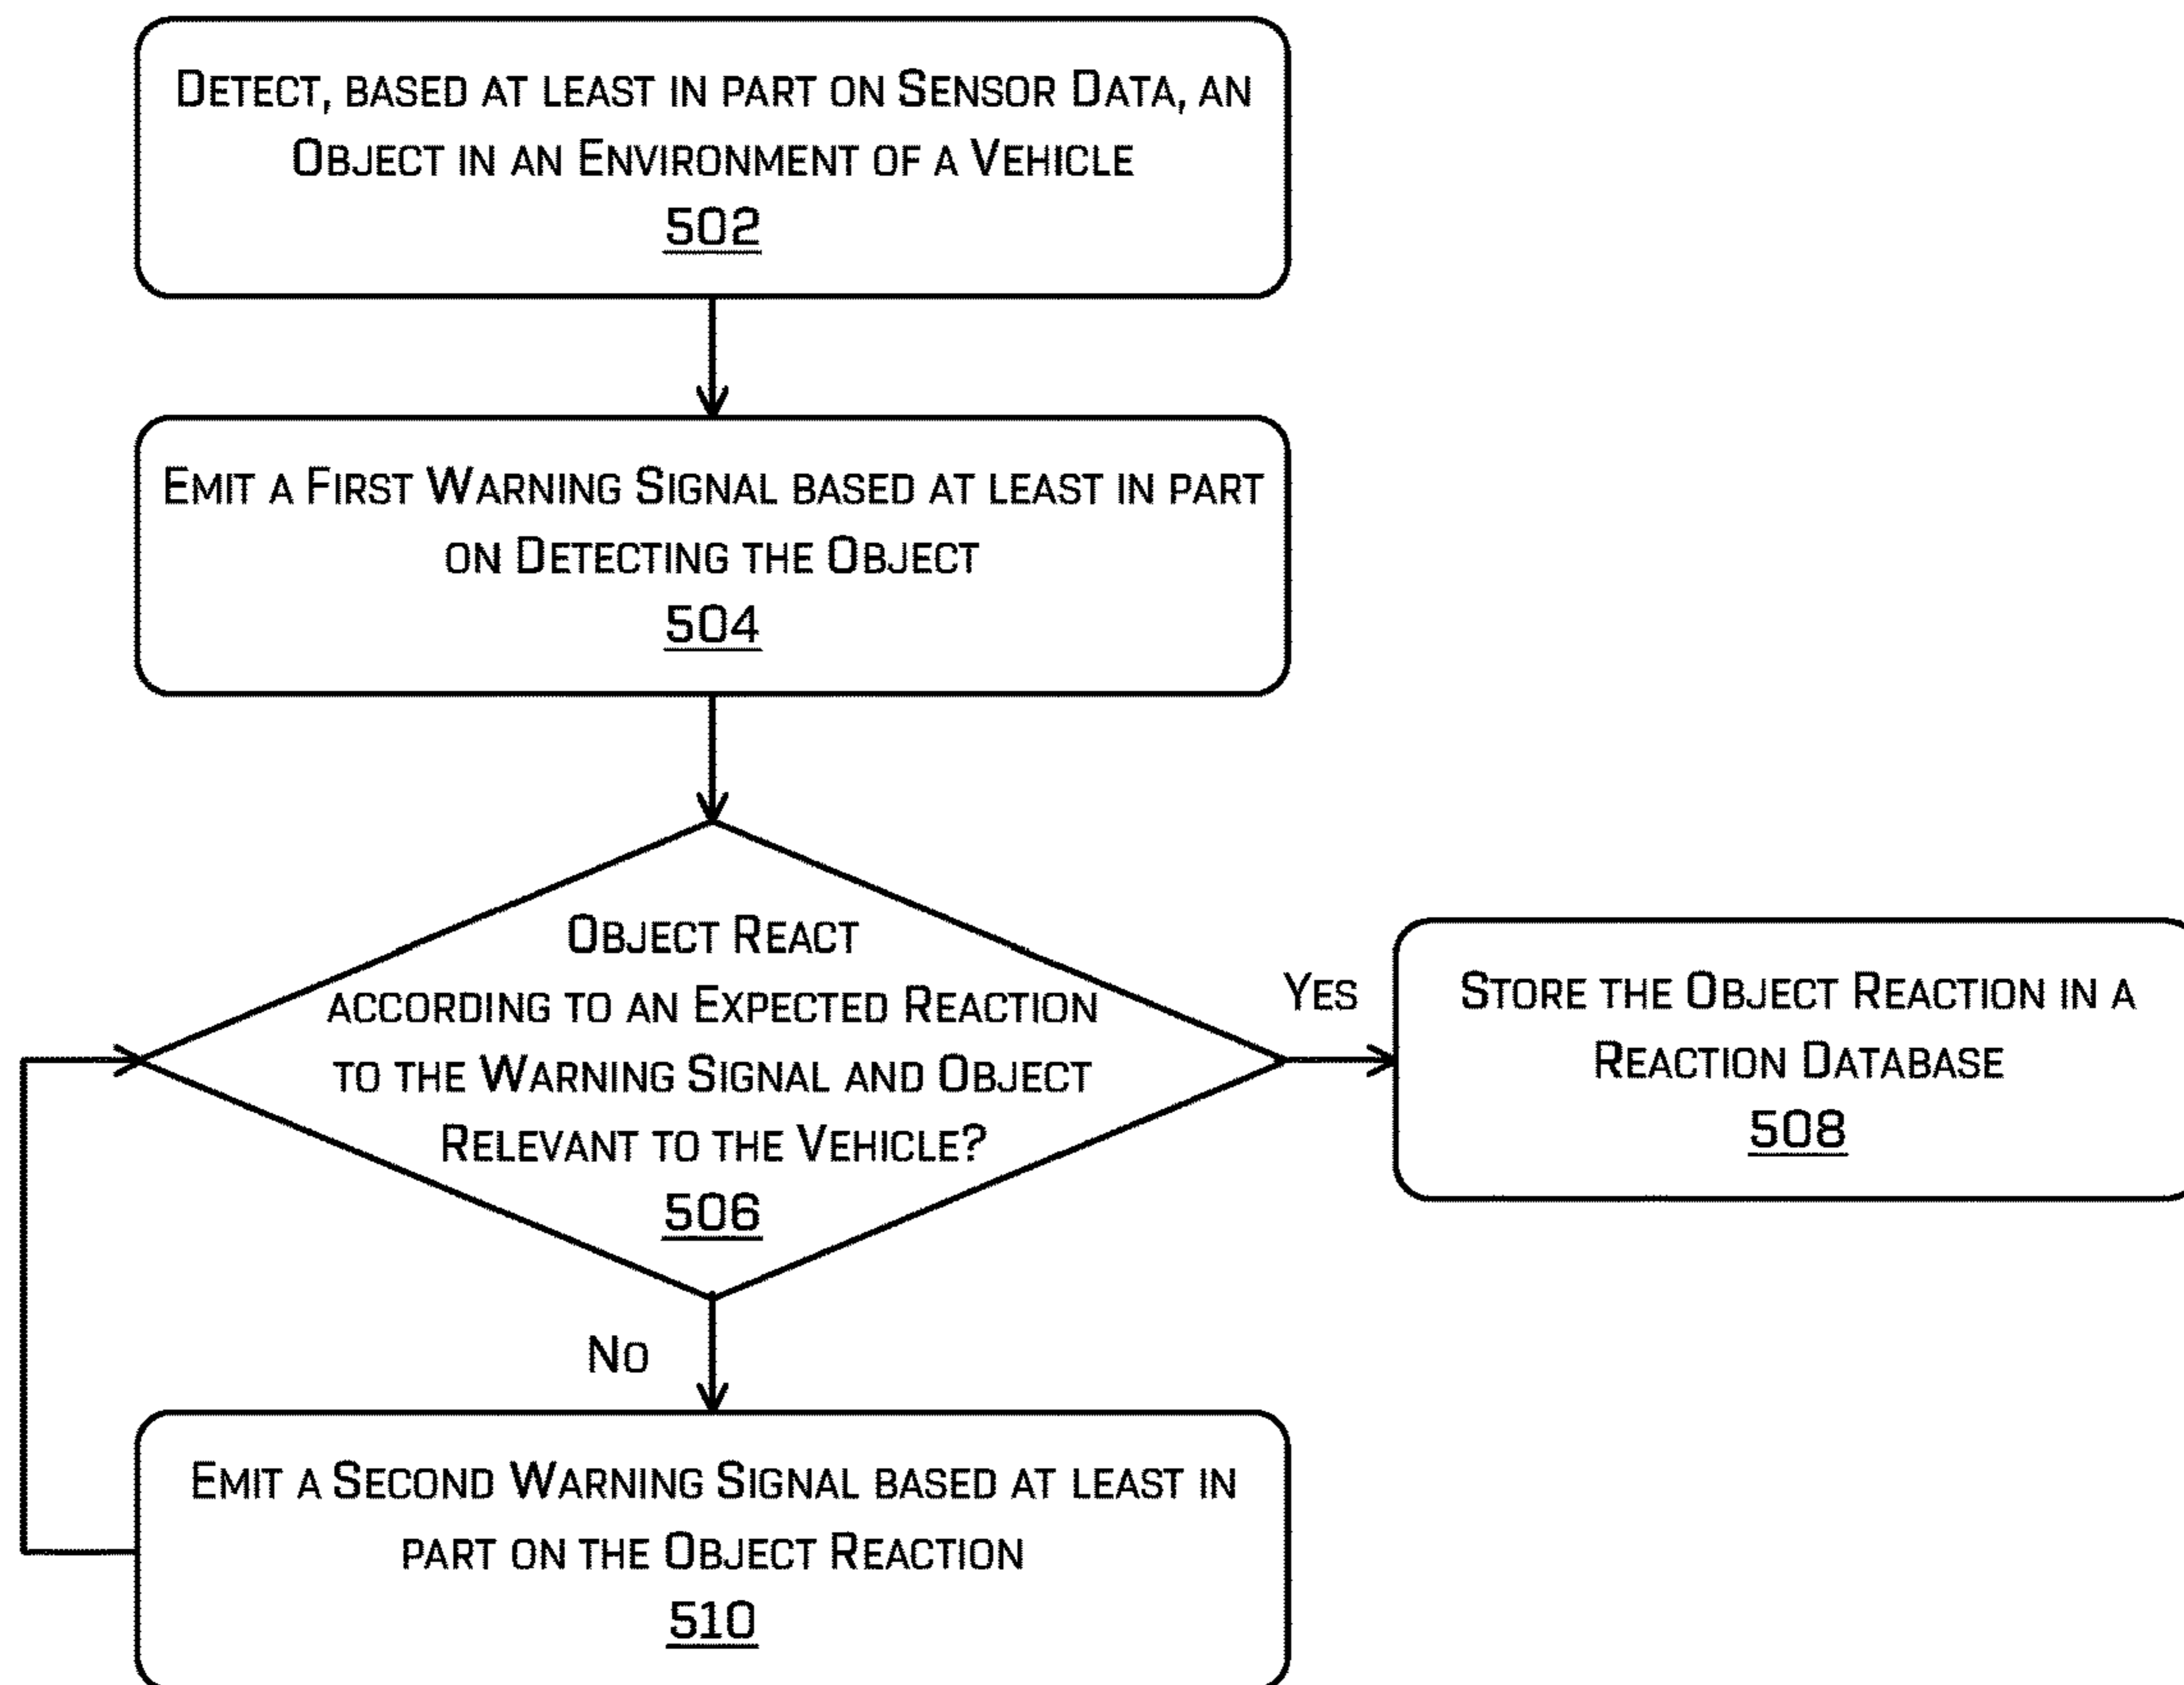 Detect, based at least in part on Sensor Data, an
Object in an Environment of a Vehicle
502
Emit a First Warning Signal based at least in part
on Detecting the Object
504
Object React
according to an Expected Reaction
to the Warning Signal and Object
Relevant to the Vehicle?
506
Yes
Store the Object Reaction in a
Reaction Database
508
No
Emit a Second Warning Signal based at least in
part on the Object Reaction
510